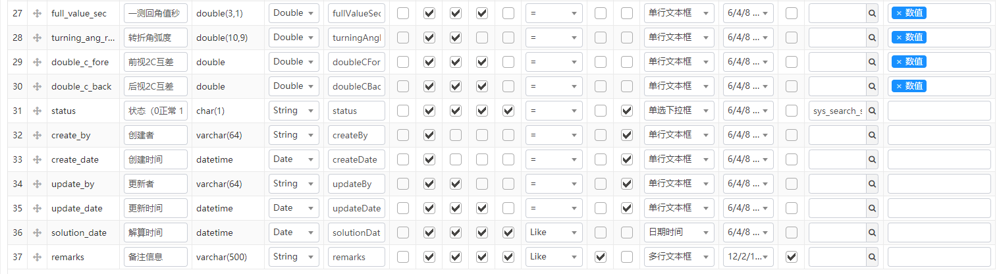 27 full_value_sec 一测回角值秒 double(3,1) Double fullValueSec = 单行文本框 6/4/8 ... × 数值
28 turning_ang_r... 转折角弧度 double(10,9) Double turningAngl = 单行文本框 6/4/8 ... × 数值
29 double_c_fore 前视2C互差 double Double doubleCFor = 单行文本框 6/4/8 ... × 数值
30 double_c_back 后视2C互差 double Double doubleCBac = 单行文本框 6/4/8 ... × 数值
31 status 状态（0正常 1 char(1) String status = 单选下拉框 6/4/8 ... sys_search_s
32 create_by 创建者 varchar(64) String createBy = 单行文本框 6/4/8 ...
33 create_date 创建时间 datetime Date createDate = 单行文本框 6/4/8 ...
34 update_by 更新者 varchar(64) String updateBy = 单行文本框 6/4/8 ...
35 update_date 更新时间 datetime Date updateDate = 单行文本框 6/4/8 ...
36 solution_date 解算时间 datetime Date solutionDat Like 日期时间 6/4/8 ...
37 remarks 备注信息 varchar(500) String remarks Like 多行文本框 12/2/1...